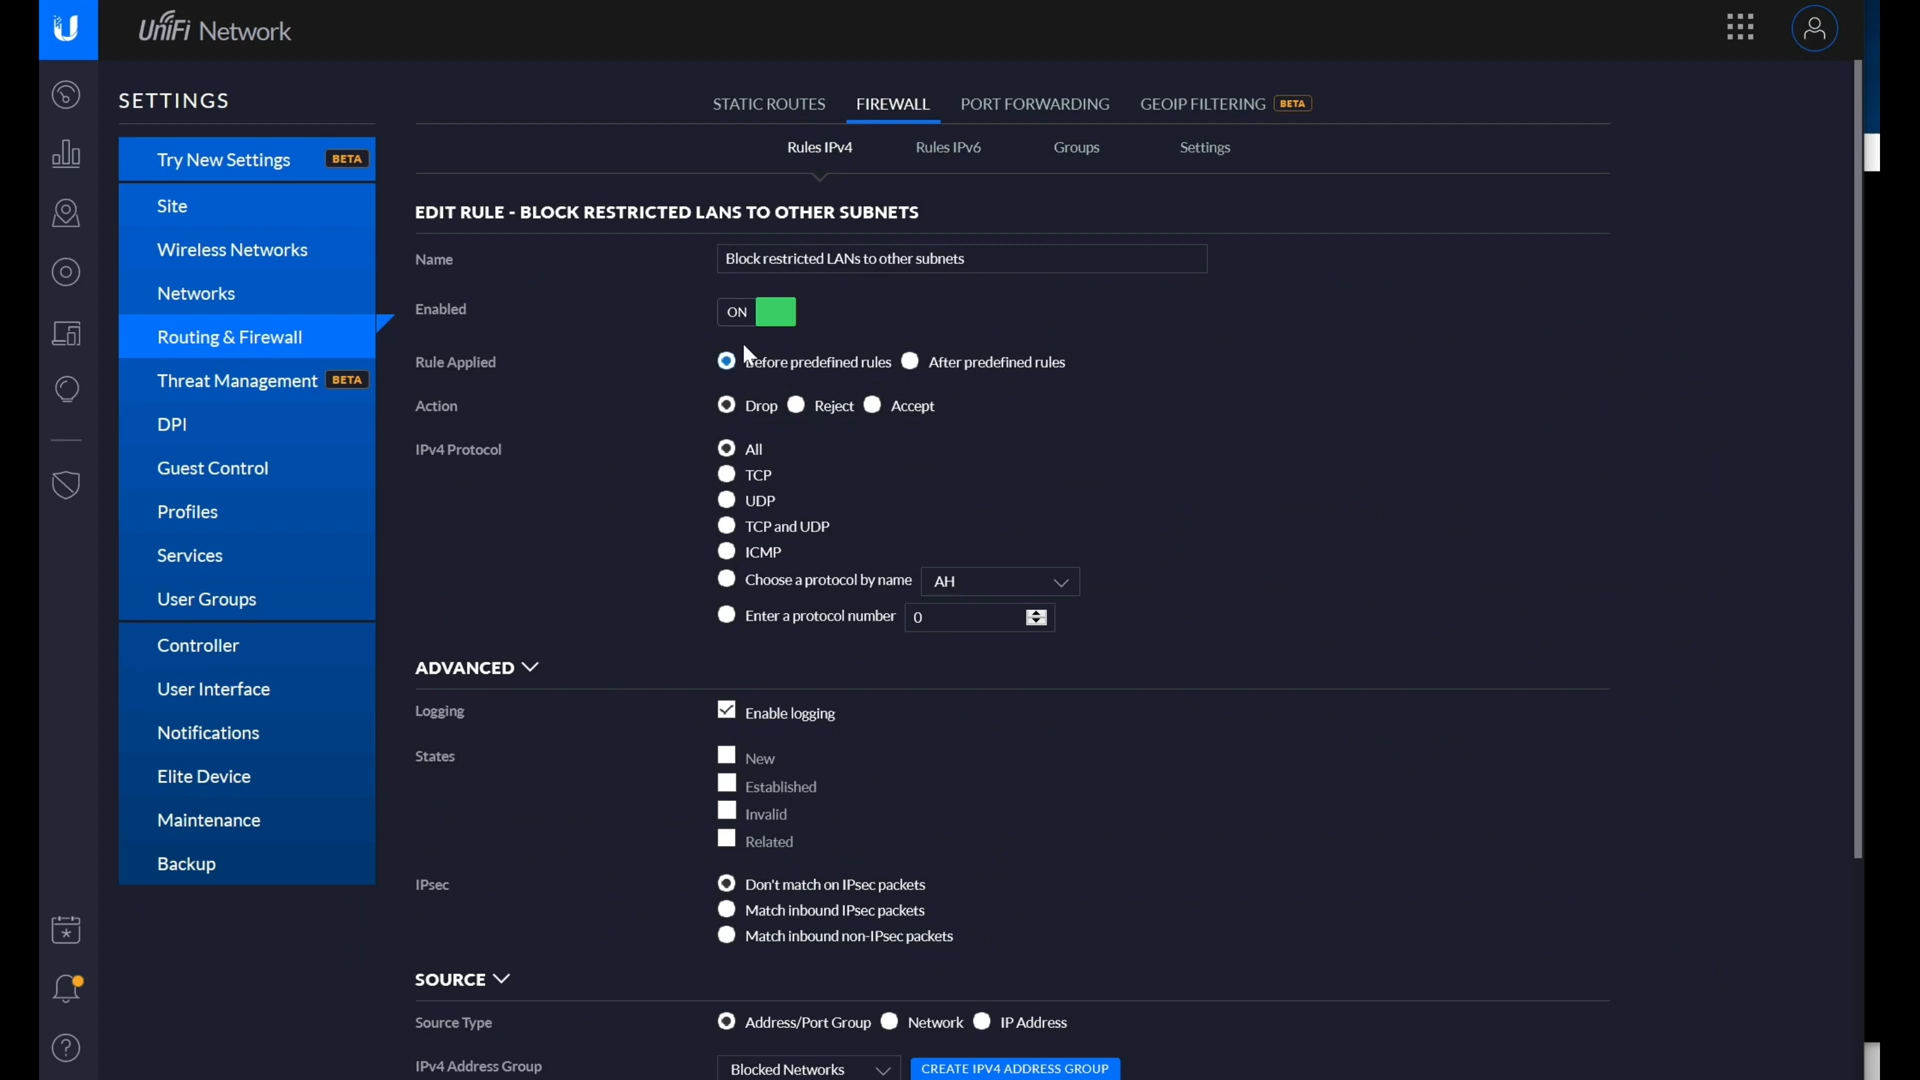 UniFi Network
SETTINGS
Try New Settings BETA
Site
Wireless Networks
Networks
Routing & Firewall
Threat Management BETA
DPI
Guest Control
Profiles
Services
User Groups
Controller
User Interface
Notifications
Elite Device
Maintenance
Backup
STATIC ROUTES FIREWALL PORT FORWARDING GEOIP FILTERING BETA
Rules IPv4 Rules IPv6 Groups Settings
EDIT RULE - BLOCK RESTRICTED LANS TO OTHER SUBNETS
Name Block restricted LANs to other subnets
Enabled ON
Rule Applied Before predefined rules After predefined rules
Action Drop Reject Accept
IPv4 Protocol All
TCP
UDP
TCP and UDP
ICMP
Choose a protocol by name AH
Enter a protocol number 0
ADVANCED
Logging Enable logging
States New
Established
Invalid
Related
IPsec Don't match on IPsec packets
Match inbound IPsec packets
Match inbound non-IPsec packets
SOURCE
Source Type Address/Port Group Network IP Address
IPv4 Address Group Blocked Networks CREATE IPV4 ADDRESS GROUP